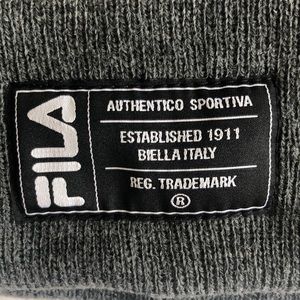 FILA
AUTHENTICO SPORTIVA
ESTABLISHED 1911
BIELLA ITALY
REG. TRADEMARK
®